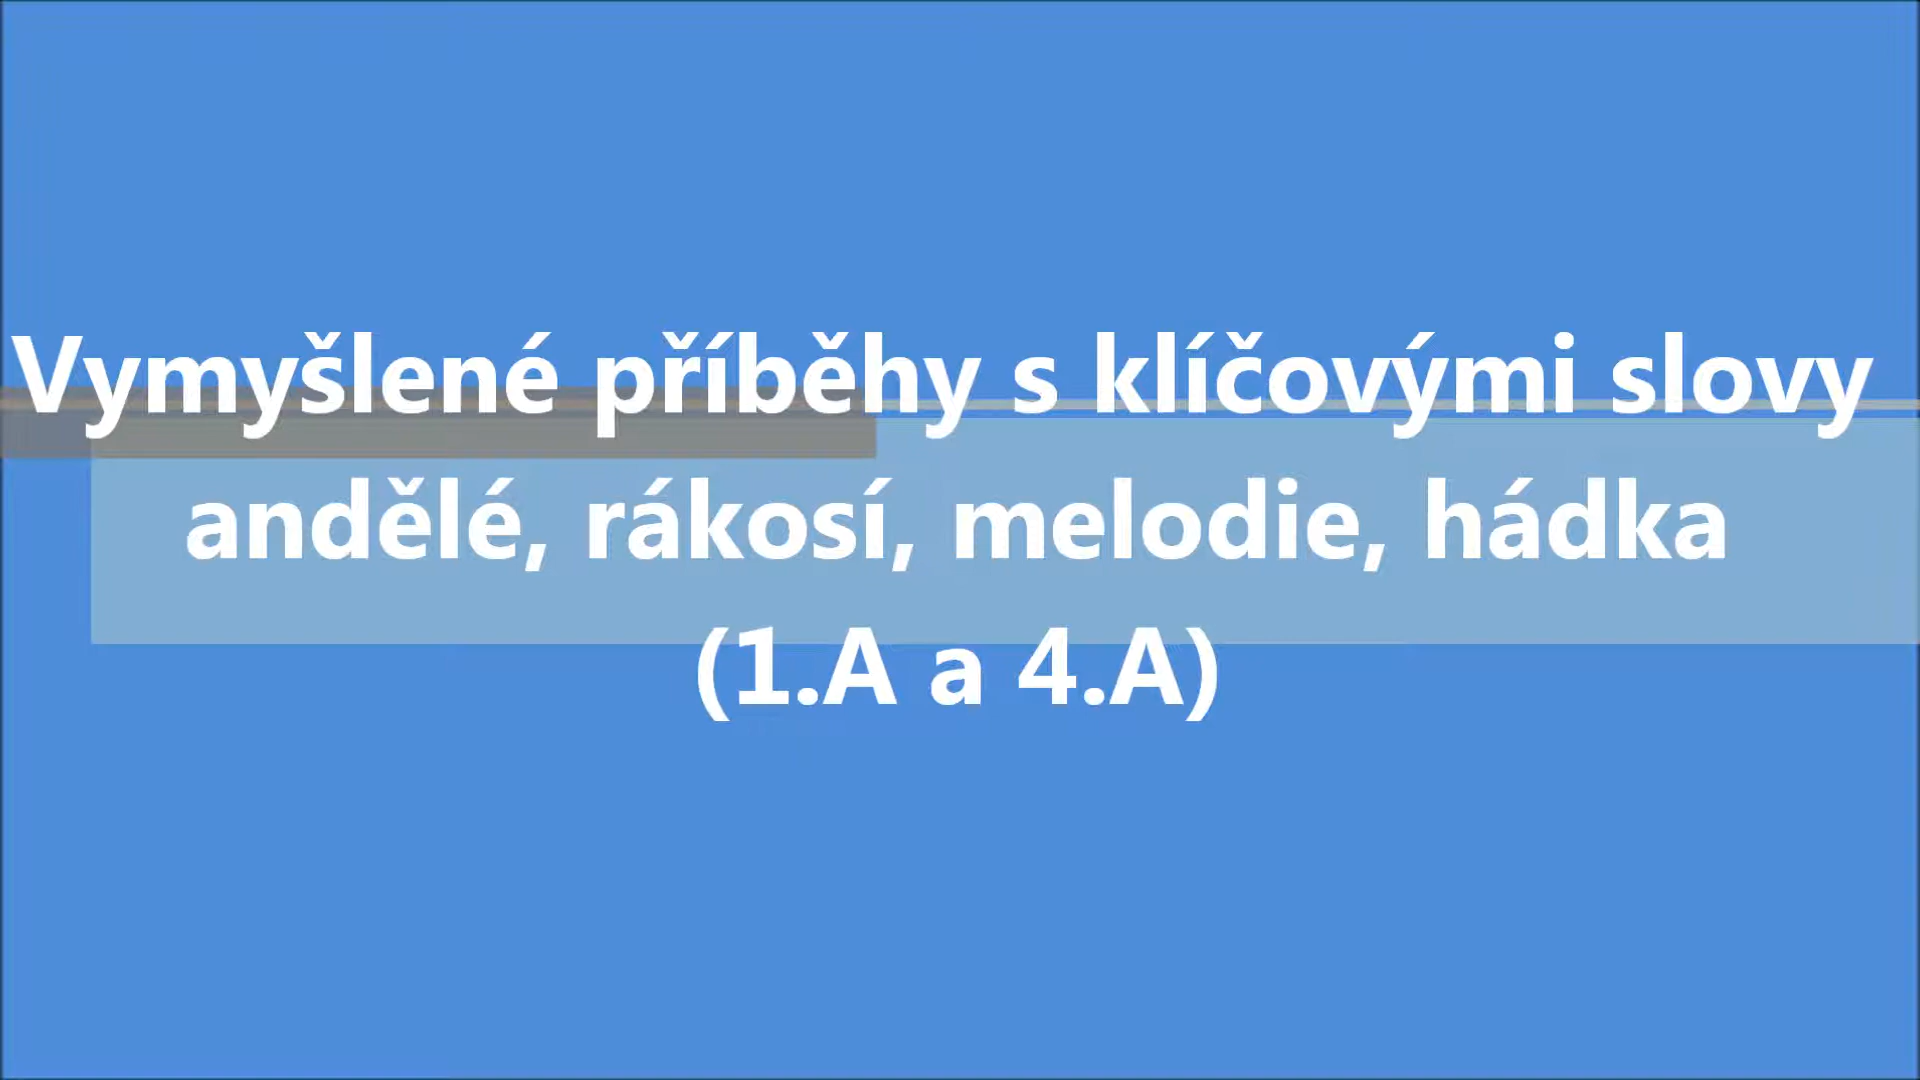 Vymyšlené příběhy s klíčovými slovy
andělé, rákosí, melodie, hádka
(1.A a 4.A)